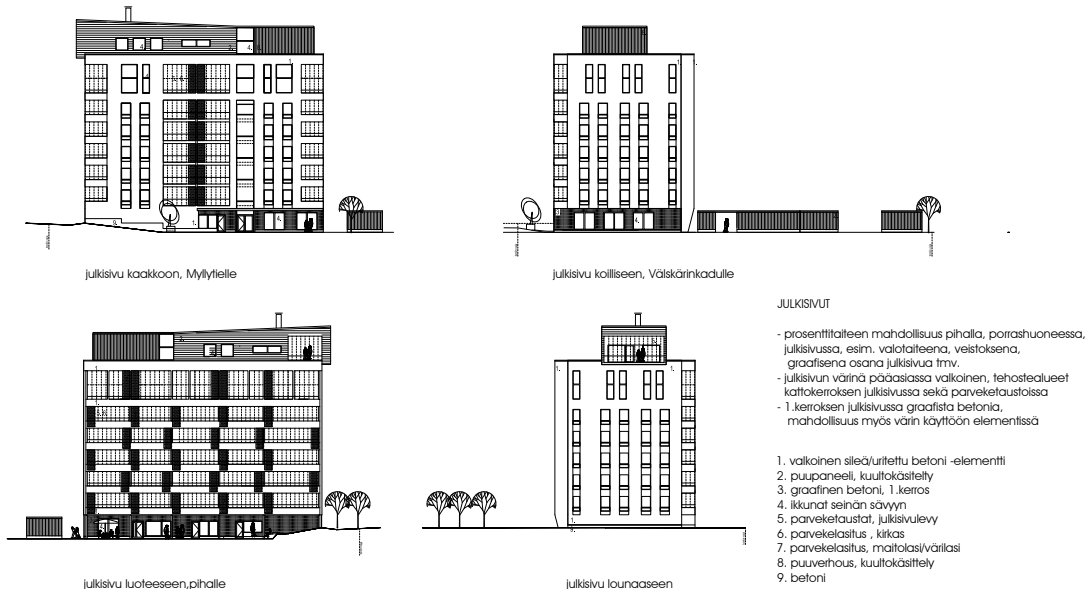 julkisivu kaakkoon, Myllytielle
julkisivu koilliseen, Välskärinkadulle
julkisivu luoteeseen,pihalle
julkisivu lounaaseen
JULKISIVUT
- prosenttitaiteen mahdollisuus pihalla, porrashuoneessa,
julkisivussa, esim. valotaiteena, veistoksena,
graafisena osana julkisivua tmv.
- julkisivun värinä pääasiassa valkoinen, tehostealueet
kattokerroksen julkisivussa sekä parveketaustoissa
- 1.kerroksen julkisivussa graafista betonia,
mahdollisuus myös värin käyttöön elementissä
1. valkoinen sileä/uritettu betoni -elementti
2. puupaneeli, kuultokäsitelty
3. graafinen betoni, 1.kerros
4. ikkunat seinän sävyyn
5. parveketaustat, julkisivulevy
6. parvekelasitus , kirkas
7. parvekelasitus, maitolasi/värilasi
8. puuverhous, kuultokäsittely
9. betoni